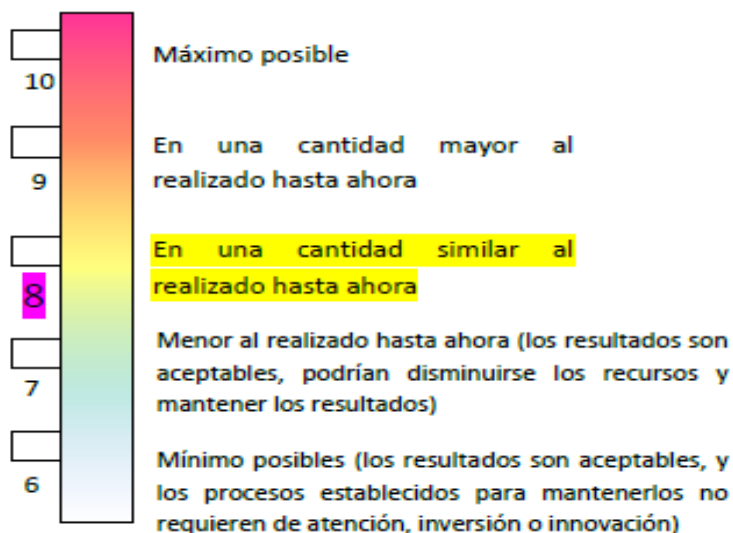 Máximo posible
10
En una cantidad mayor al
realizado hasta ahora
9
En una cantidad similar al
realizado hasta ahora
8
Menor al realizado hasta ahora (los resultados son
aceptables, podrían disminuirse los recursos y
mantener los resultados)
7
Mínimo posibles (los resultados son aceptables, y
los procesos establecidos para mantenerlos no
requieren de atención, inversión o innovación)
6